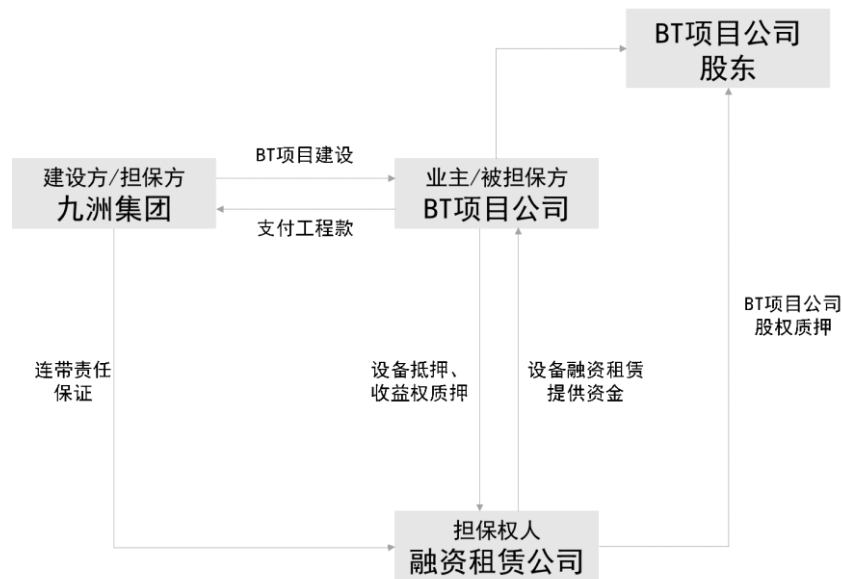 BT项目公司
股东
BT项目建设
建设方/担保方
九洲集团
业主/被担保方
BT项目公司
支付工程款
BT项目公司
股权质押
连带责任
保证
设备抵押、
收益权质押
设备融资租赁
提供资金
担保权人
融资租赁公司